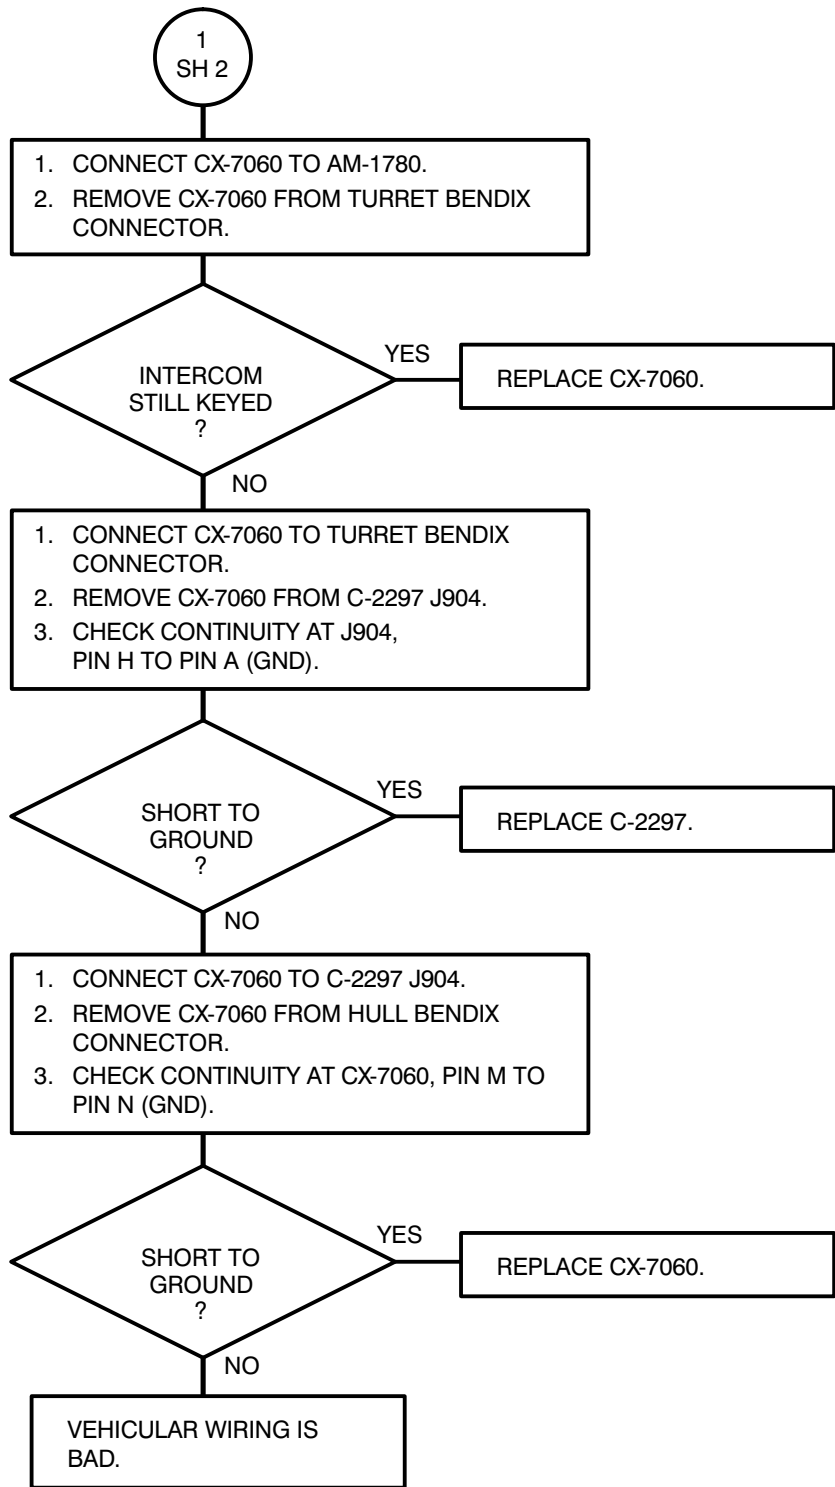 1
SH 2
1. CONNECT CX-7060 TO AM-1780.
2. REMOVE CX-7060 FROM TURRET BENDIX
CONNECTOR.
INTERCOM
STILL KEYED
?
YES
REPLACE CX-7060.
NO
1. CONNECT CX-7060 TO TURRET BENDIX
CONNECTOR.
2. REMOVE CX-7060 FROM C-2297 J904.
3. CHECK CONTINUITY AT J904,
PIN H TO PIN A (GND).
SHORT TO
GROUND
?
YES
REPLACE C-2297.
NO
1. CONNECT CX-7060 TO C-2297 J904.
2. REMOVE CX-7060 FROM HULL BENDIX
CONNECTOR.
3. CHECK CONTINUITY AT CX-7060, PIN M TO
PIN N (GND).
SHORT TO
GROUND
?
YES
REPLACE CX-7060.
NO
VEHICULAR WIRING IS
BAD.